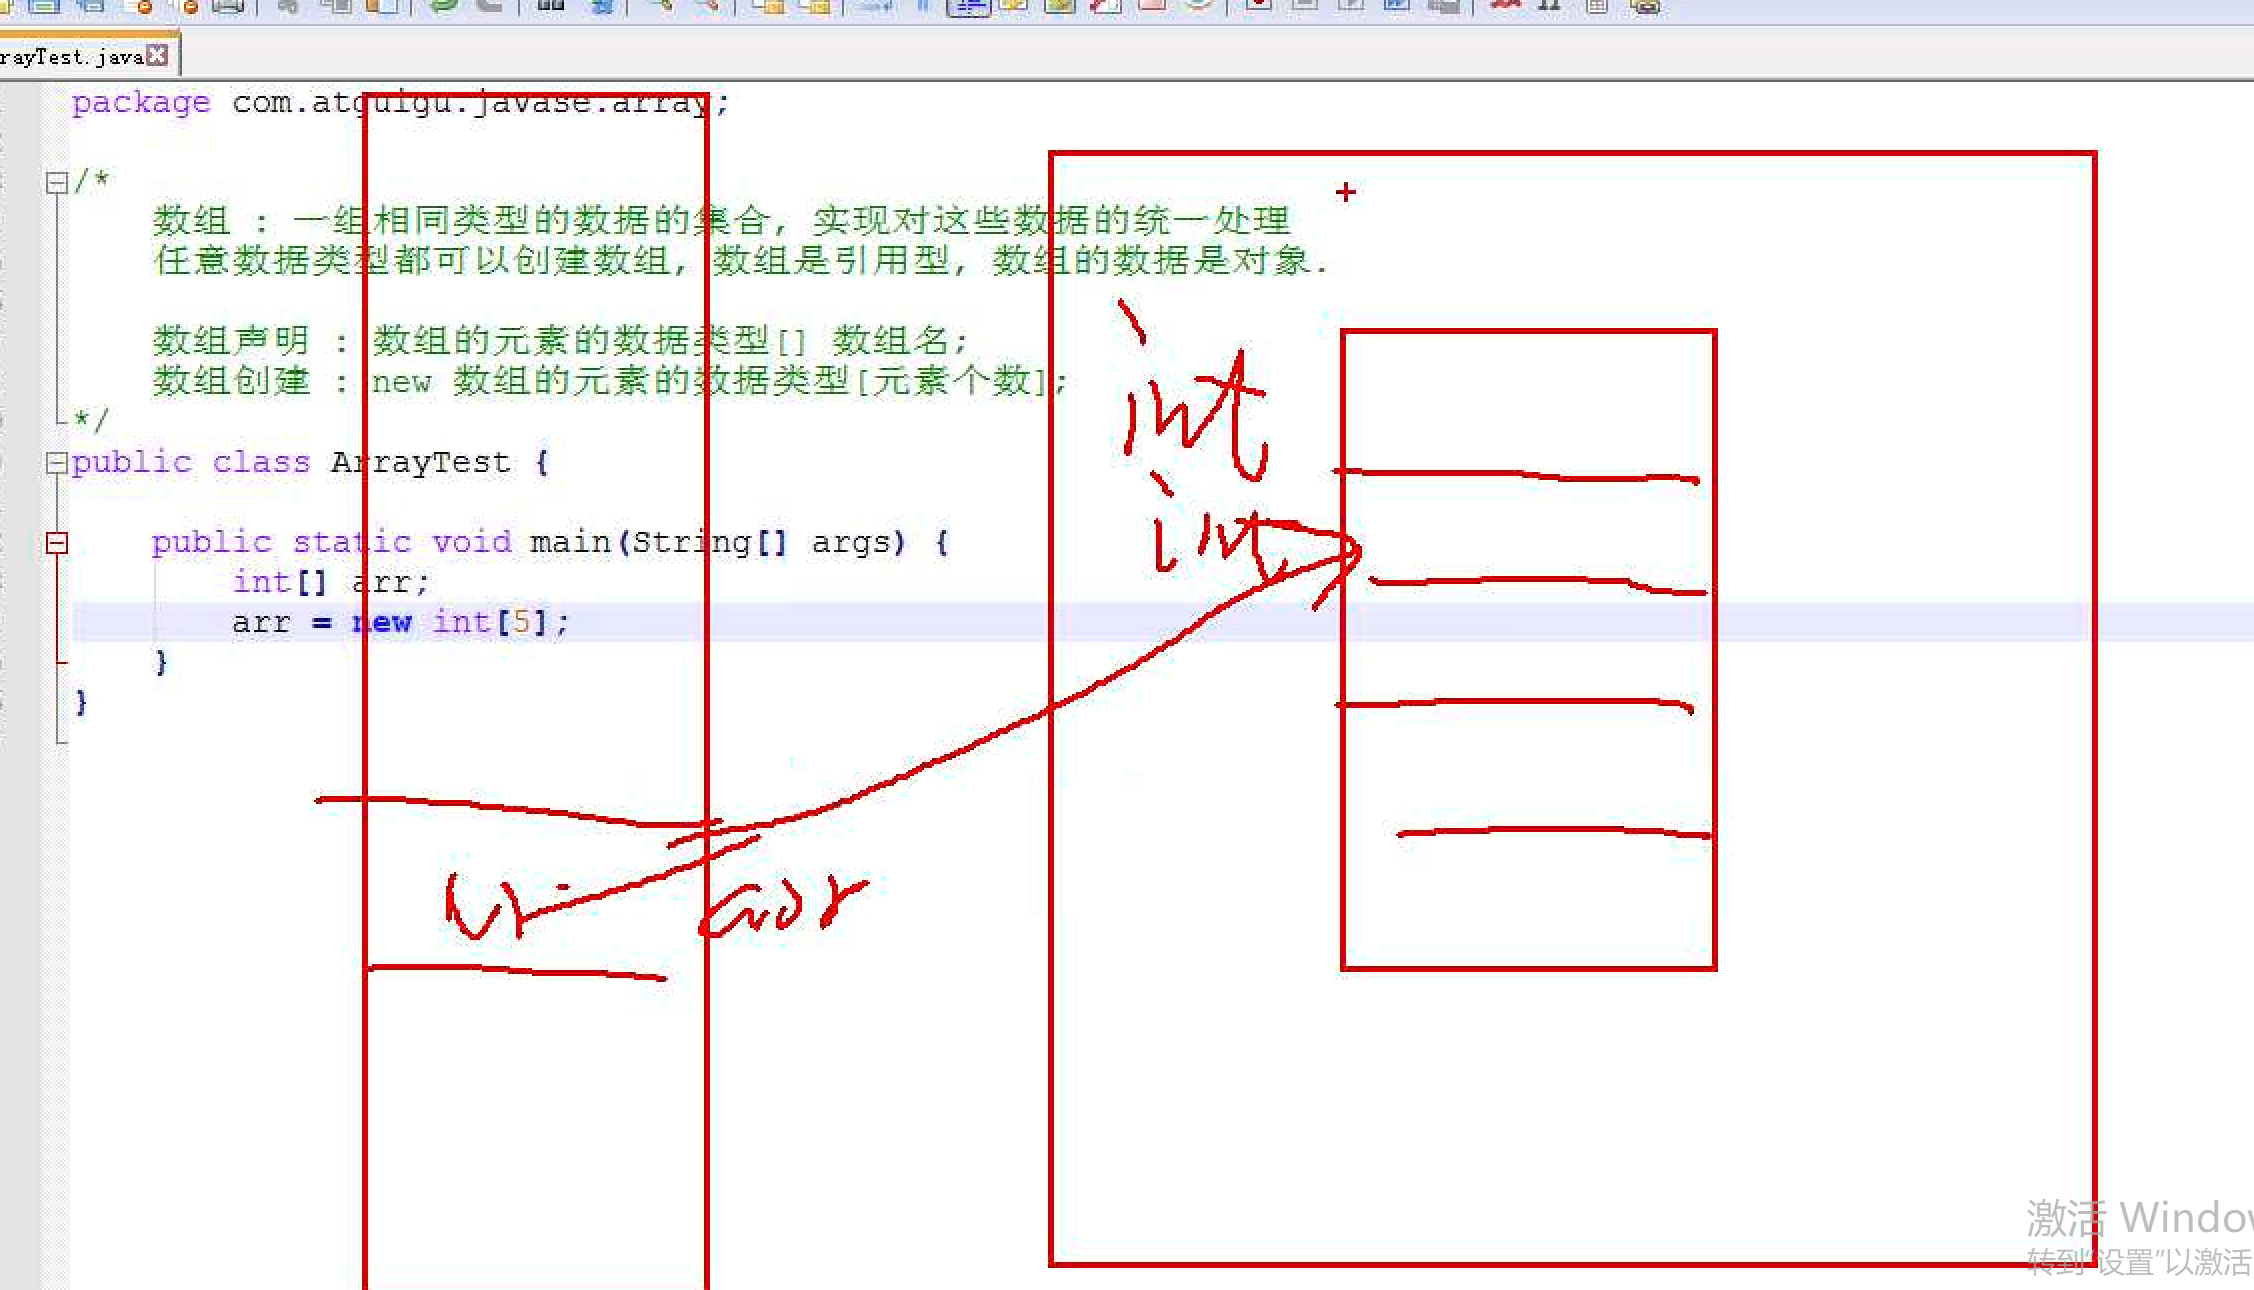 rayTest.java
package com.atguigu.javase.array;
/*
数组 : 一组相同类型的数据的集合, 实现对这些数据的统一处理
任意数据类型都可以创建数组, 数组是引用型, 数组的数据是对象.
数组声明 : 数组的元素的数据类型[] 数组名;
数组创建 : new 数组的元素的数据类型[元素个数];
*/
public class ArrayTest {
public static void main(String[] args) {
int[] arr;
arr = new int[5];
}
}
int
int
激活 Window
转到"设置"以激活